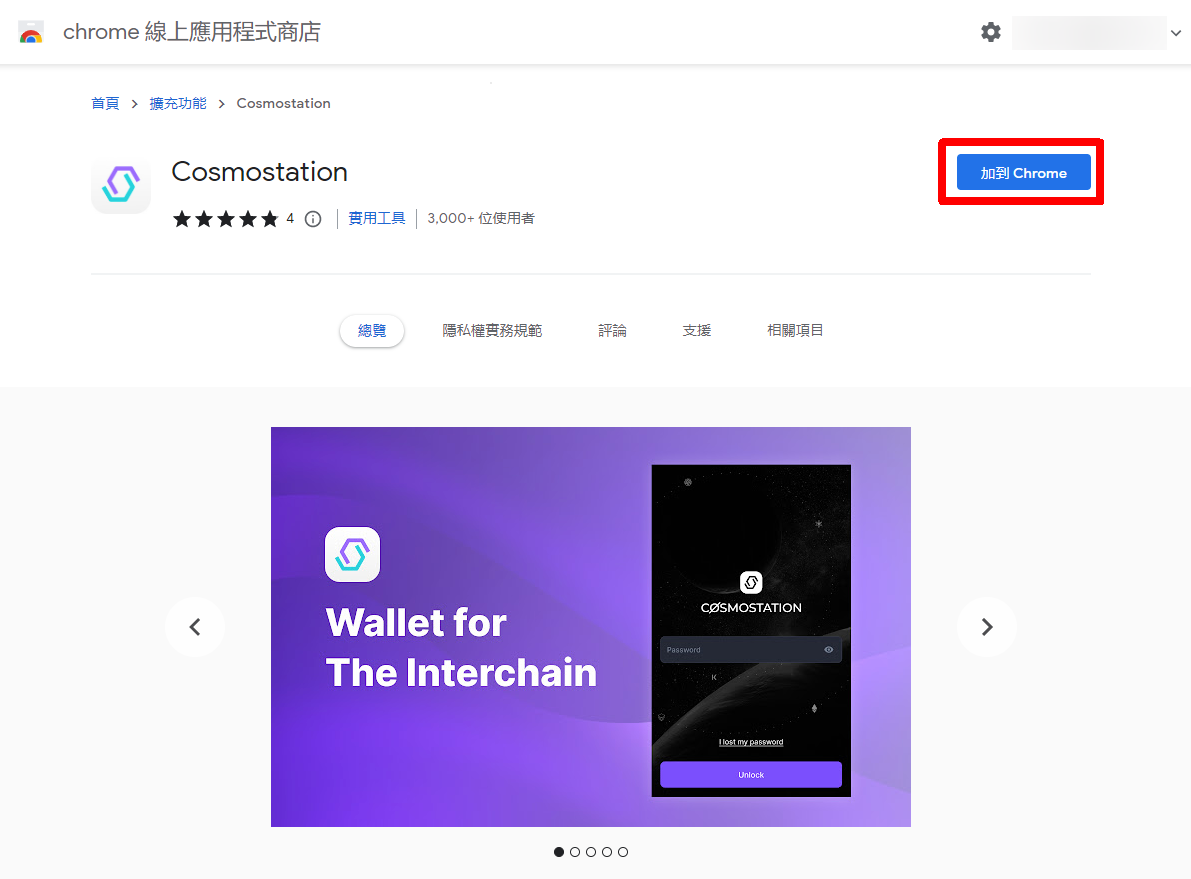 chrome 線上應用程式商店
首頁 > 擴充功能 > Cosmostation
Cosmostation
加到 Chrome
4 實用工具 3,000+ 位使用者
總覽 隱私權實務規範 評論 支援 相關項目
Wallet for
The Interchain
COSMOSTATION
Password
I lost my password
Unlock